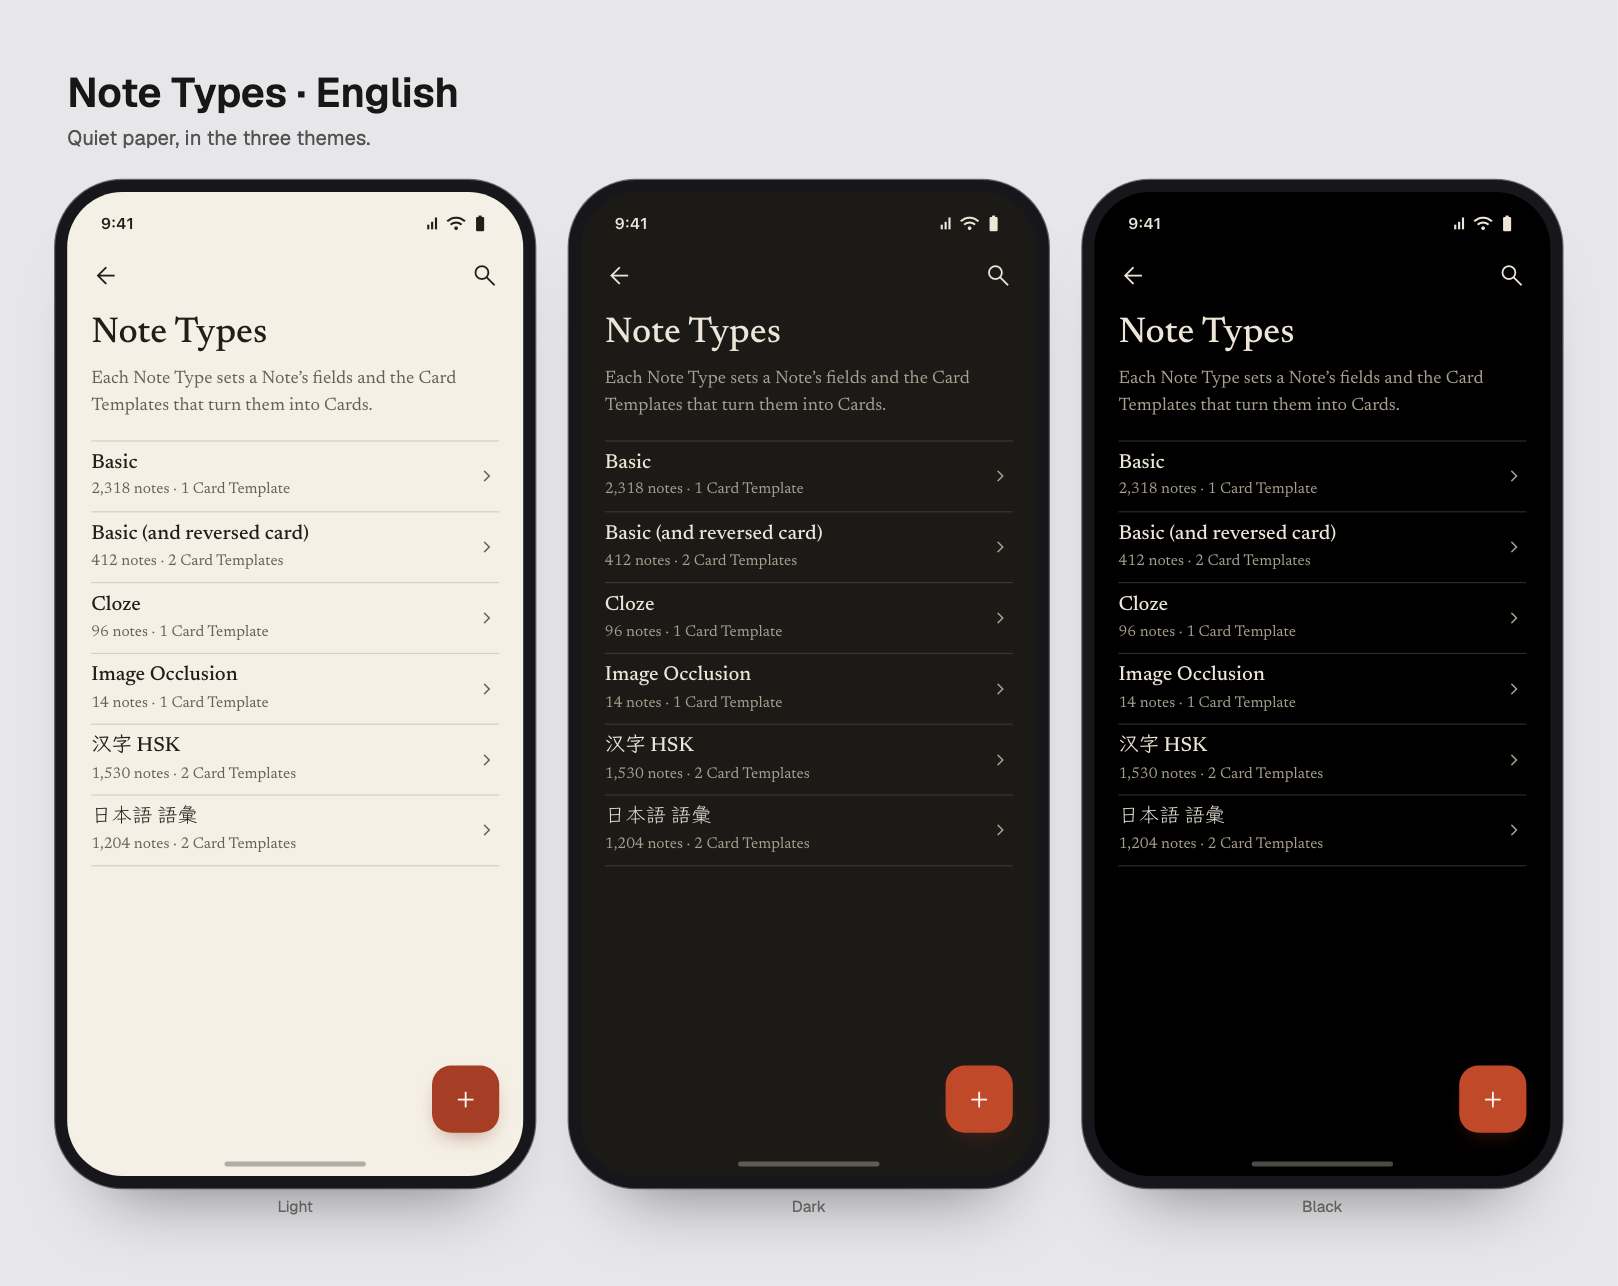 Note Types · English
Quiet paper, in the three themes.
9:41
Note Types
Each Note Type sets a Note’s fields and the Card
Templates that turn them into Cards.
Basic
2,318 notes · 1 Card Template
Basic (and reversed card)
412 notes · 2 Card Templates
Cloze
96 notes · 1 Card Template
Image Occlusion
14 notes · 1 Card Template
汉字 HSK
1,530 notes · 2 Card Templates
日本語 語彙
1,204 notes · 2 Card Templates
Light
9:41
Note Types
Each Note Type sets a Note’s fields and the Card
Templates that turn them into Cards.
Basic
2,318 notes · 1 Card Template
Basic (and reversed card)
412 notes · 2 Card Templates
Cloze
96 notes · 1 Card Template
Image Occlusion
14 notes · 1 Card Template
汉字 HSK
1,530 notes · 2 Card Templates
日本語 語彙
1,204 notes · 2 Card Templates
Dark
9:41
Note Types
Each Note Type sets a Note’s fields and the Card
Templates that turn them into Cards.
Basic
2,318 notes · 1 Card Template
Basic (and reversed card)
412 notes · 2 Card Templates
Cloze
96 notes · 1 Card Template
Image Occlusion
14 notes · 1 Card Template
汉字 HSK
1,530 notes · 2 Card Templates
日本語 語彙
1,204 notes · 2 Card Templates
Black